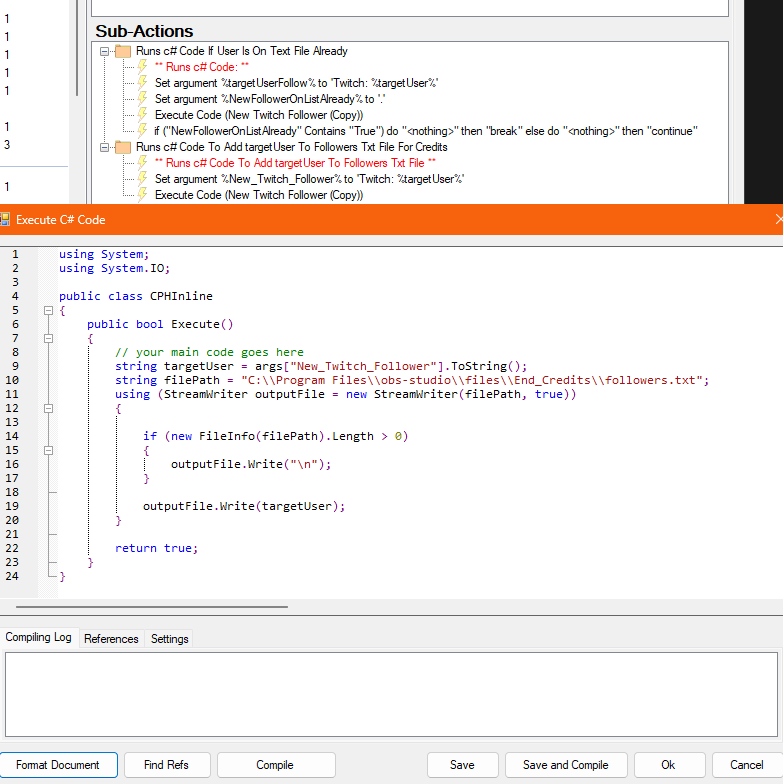 1
1
1
1
1
1
3
1
Sub-Actions
Runs c# Code If User Is On Text File Already
** Runs c# Code: **
Set argument %targetUserFollow% to 'Twitch: %targetUser%'
Set argument %NewFollowerOnListAlready% to '.'
Execute Code (New Twitch Follower (Copy))
if ("NewFollowerOnListAlready" Contains "True") do "<nothing>" then "break" else do "<nothing>" then "continue"
Runs c# Code To Add targetUser To Followers Txt File For Credits
** Runs c# Code To Add targetUser To Followers Txt File **
Set argument %New_Twitch_Follower% to 'Twitch: %targetUser%'
Execute Code (New Twitch Follower (Copy))
Execute C# Code
1 using System;
2 using System.IO;
3
4 public class CPHInline
5 {
6 public bool Execute()
7 {
8 // your main code goes here
9 string targetUser = args["New_Twitch_Follower"].ToString();
10 string filePath = "C:\\Program Files\\obs-studio\\files\\End_Credits\\followers.txt";
11 using (StreamWriter outputFile = new StreamWriter(filePath, true))
12 {
13
14 if (new FileInfo(filePath).Length > 0)
15 {
16 outputFile.Write("\n");
17 }
18
19 outputFile.Write(targetUser);
20 }
21
22 return true;
23 }
24 }
Compiling Log References Settings
Format Document Find Refs Compile Save Save and Compile Ok Cancel